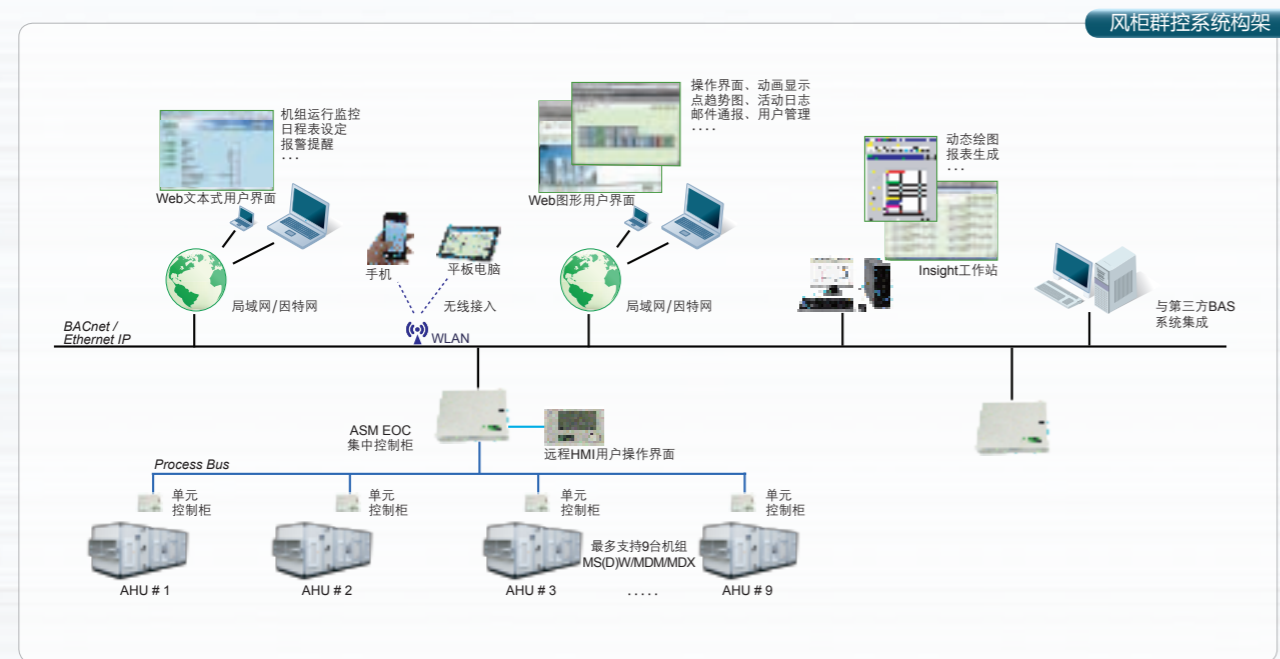 风柜群控系统构架
机组运行监控
日程表设定
报警提醒
...
Web文本式用户界面
操作界面、动画显示
点趋势图、活动日志
邮件通报、用户管理
....
Web图形用户界面
动态绘图
报表生成
...
Insight工作站
手机
平板电脑
局域网/因特网
无线接入
局域网/因特网
与第三方BAS
系统集成
BACnet /
Ethernet IP
WLAN
ASM EOC
集中控制柜
远程HMI用户操作界面
Process Bus
单元
控制柜
单元
控制柜
单元
控制柜
单元
控制柜
最多支持9台机组
MS(D)W/MDM/MDX
AHU # 1
AHU # 2
AHU # 3
.....
AHU # 9